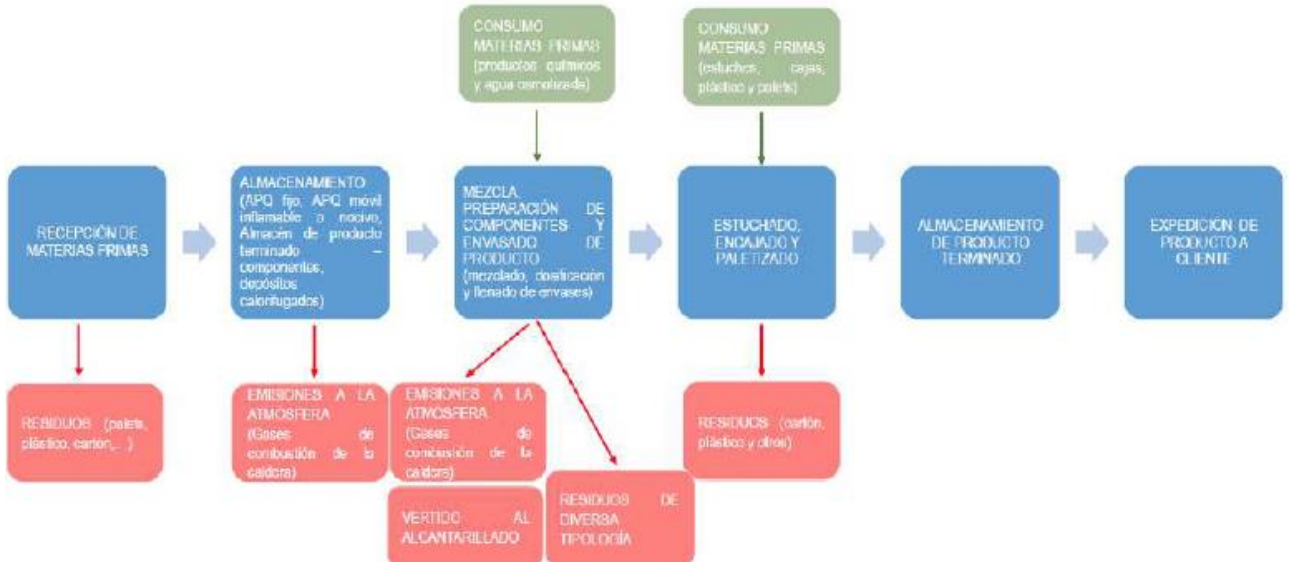 CONSUMO
MATERIAS PRIMAS
(productos químicos
y agua osmolizada)
CONSUMO
MATERIAS PRIMAS
(estuches, cajas,
plástico y palets)
RECEPCIÓN DE
MATERIAS PRIMAS
ALMACENAMIENTO
(APQ fijo, APQ móvil
inflamable o nocivo,
Almacén de producto
terminado –
componentes,
depósitos
calorifugados)
MEZCLA,
PREPARACIÓN DE
COMPONENTES Y
ENVASADO DE
PRODUCTO
(mezclado, dosificación
y llenado de envases)
ESTUCHADO,
ENCAJADO Y
PALETIZADO
ALMACENAMIENTO
DE PRODUCTO
TERMINADO
EXPEDICIÓN DE
PRODUCTO A
CLIENTE
RESIDUOS (palets,
plástico, cartón,...)
EMISIONES A LA
ATMOSFERA
(Gases de
combustión de la
caldera)
EMISIONES A LA
ATMOSFERA
(Gases de
combustión de la
caldera)
VERTIDO AL
ALCANTARILLADO
RESIDUOS DE
DIVERSA
TIPOLOGÍA
RESIDUOS (cartón,
plástico y otros)